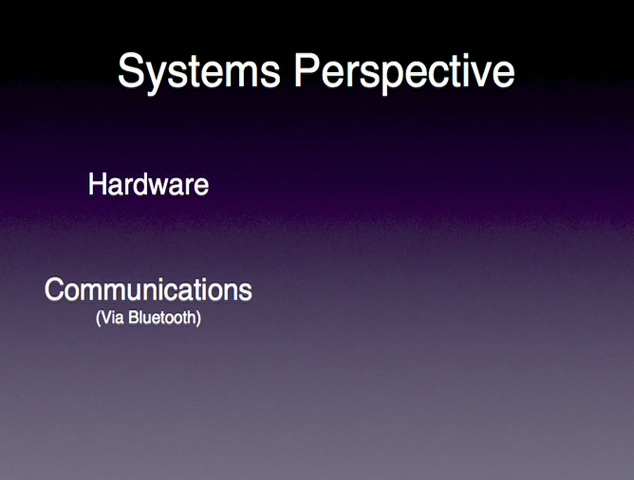 Systems Perspective
Hardware
Communications
(Via Bluetooth)